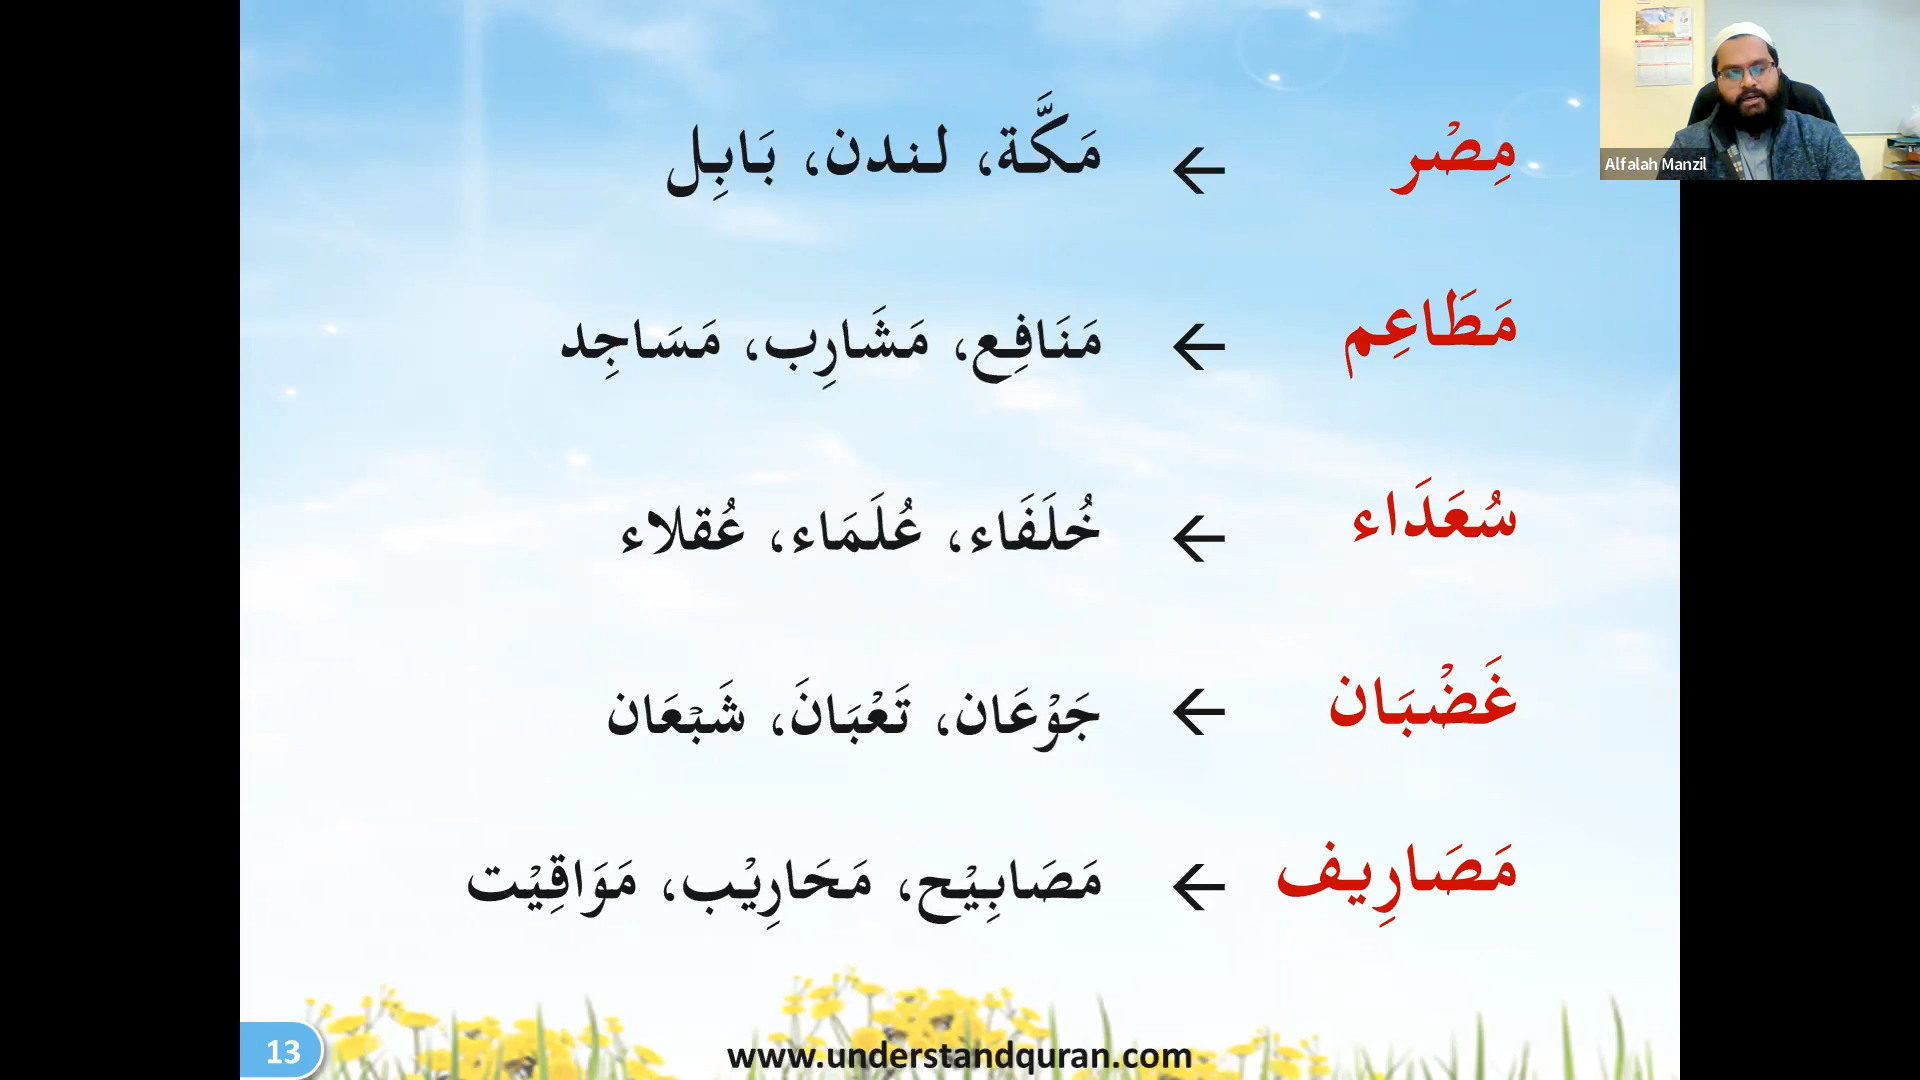 مِصْر ← مَكَّة، لندن، بَابِل
Alfalah Manzil
مَطَاعِم ← مَنَافِع، مَشَارِب، مَسَاجِد
سُعَدَاء ← خُلَفَاء، عُلَمَاء، عُقلاء
غَضْبَان ← جَوْعَان، تَعْبَانَ، شَبْعَان
مَصَارِيف ← مَصَابِيْح، مَحَارِيْب، مَوَاقِيْت
13
www.understandquran.com